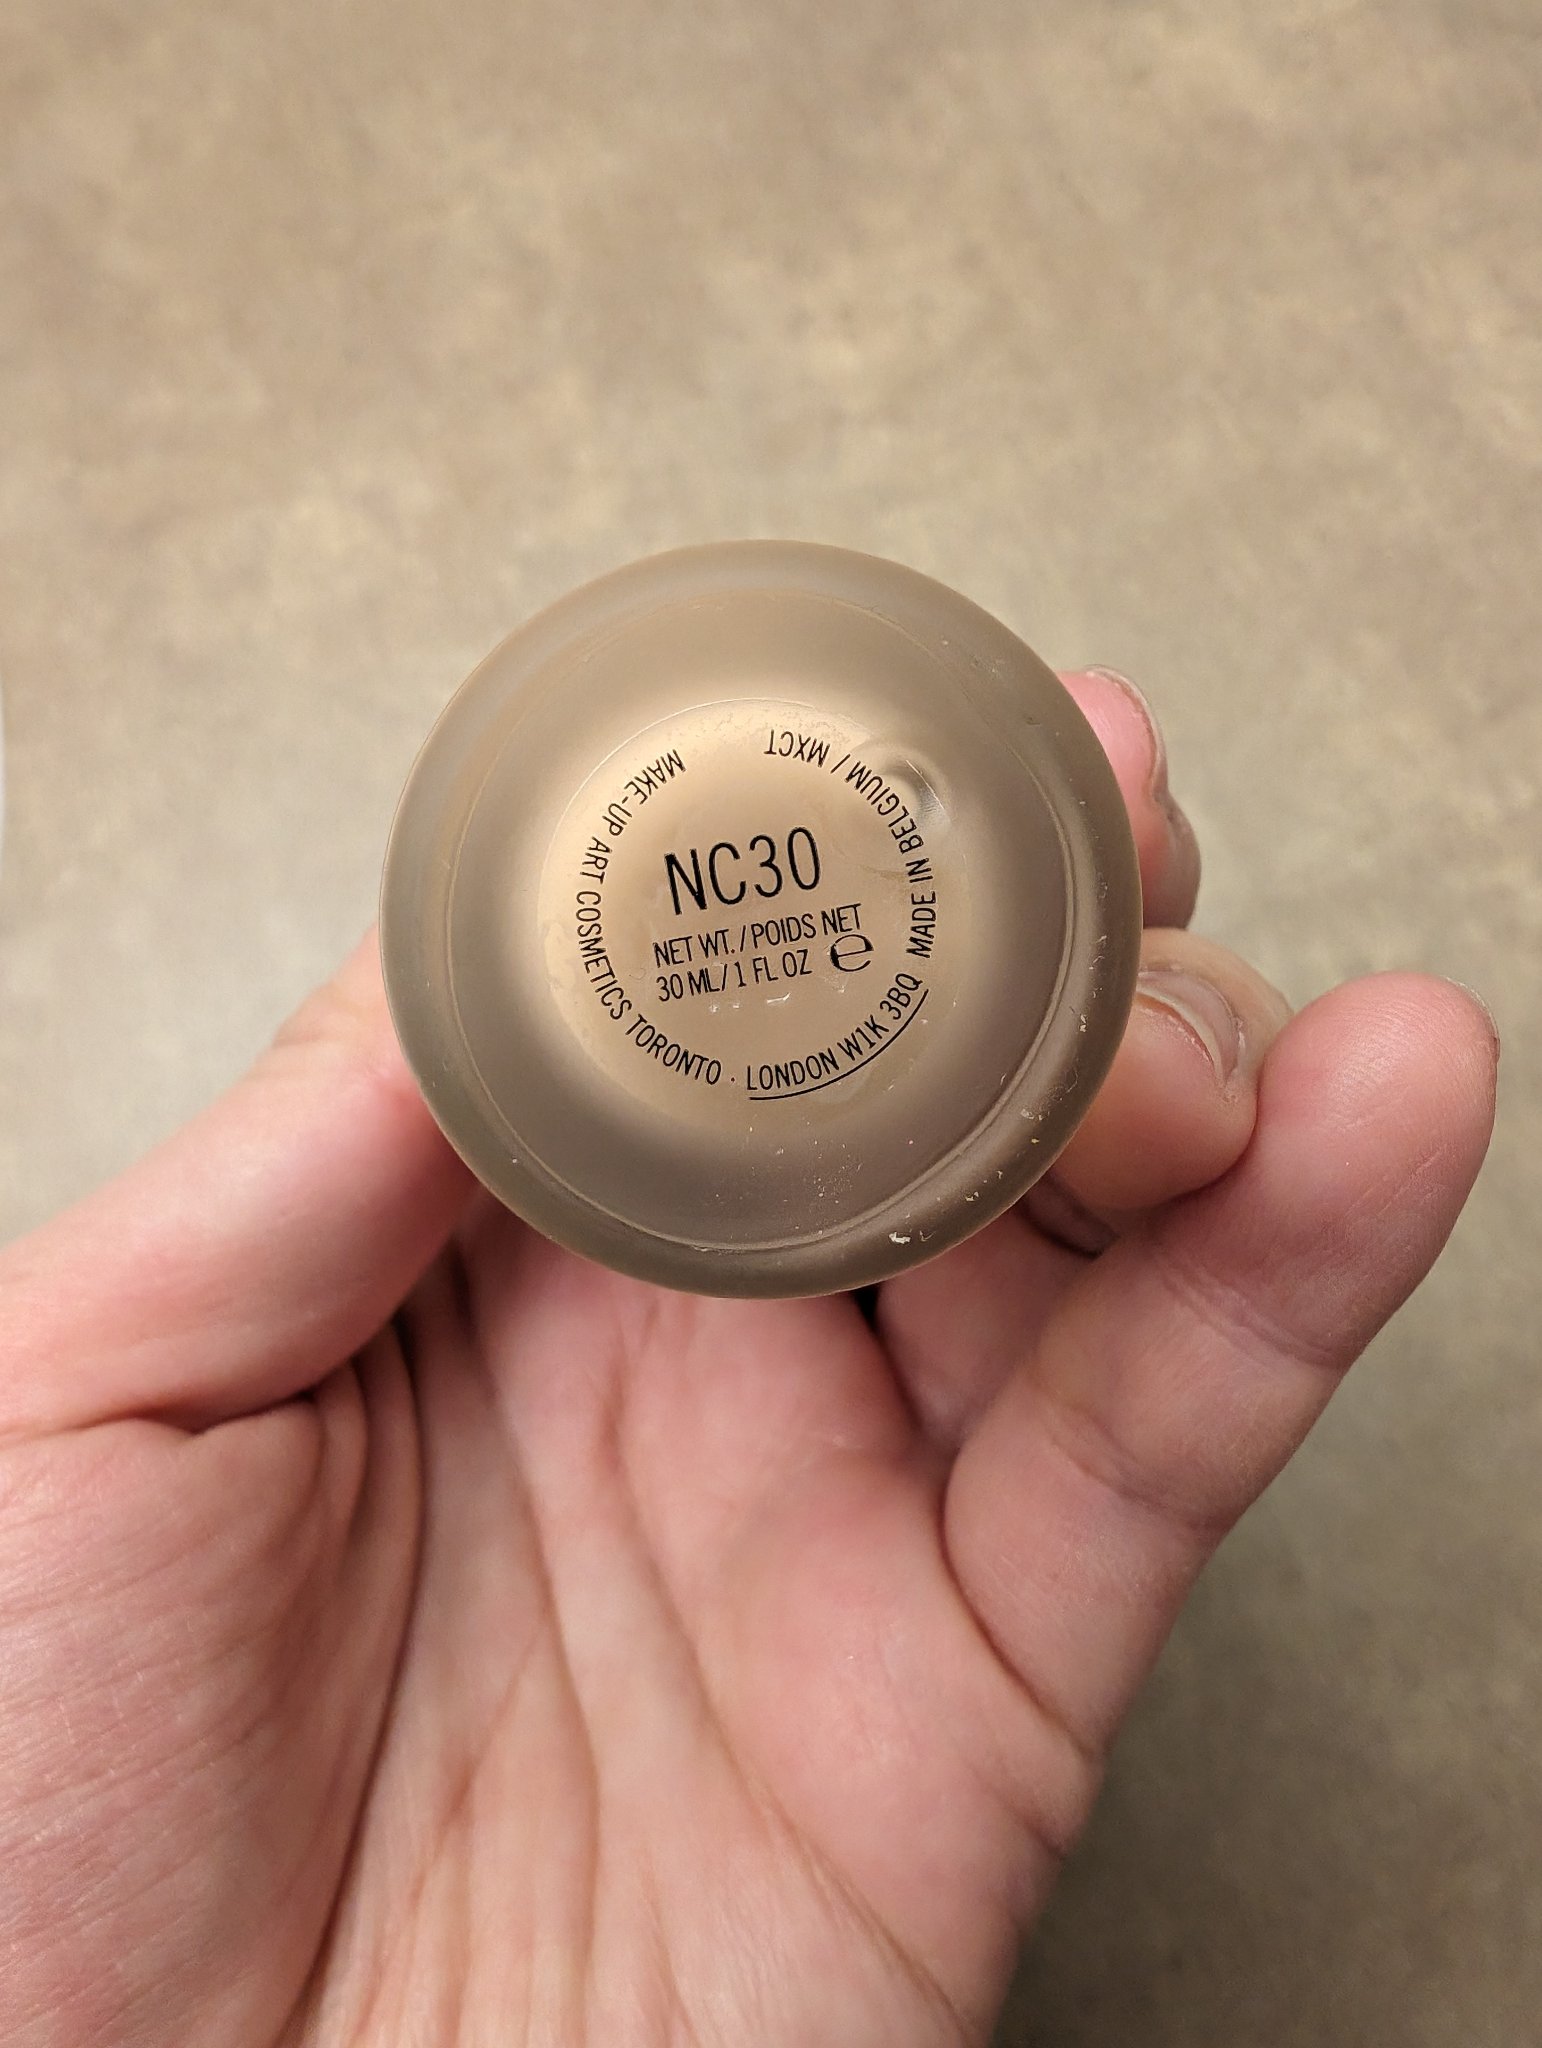 NC30
NET WT. / POIDS NET
30 ML / 1 FL OZ e
MAKE-UP ART COSMETICS TORONTO · LONDON W1K 3BQ MADE IN BELGIUM / MXCT